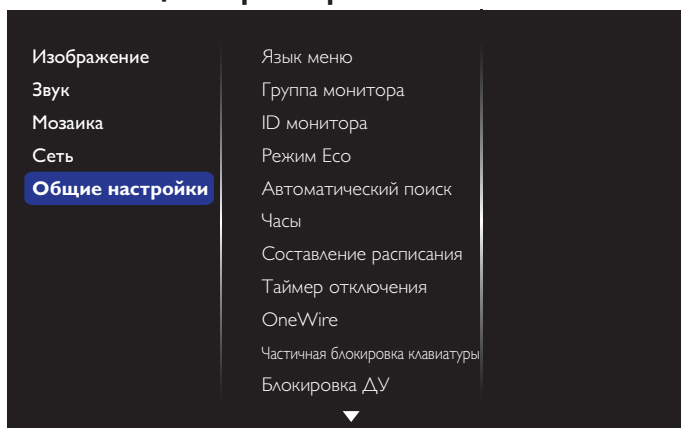 Изображение
Звук
Мозаика
Сеть
Общие настройки
Язык меню
Группа монитора
ID монитора
Режим Eco
Автоматический поиск
Часы
Составление расписания
Таймер отключения
OneWire
Частичная блокировка клавиатуры
Блокировка ДУ